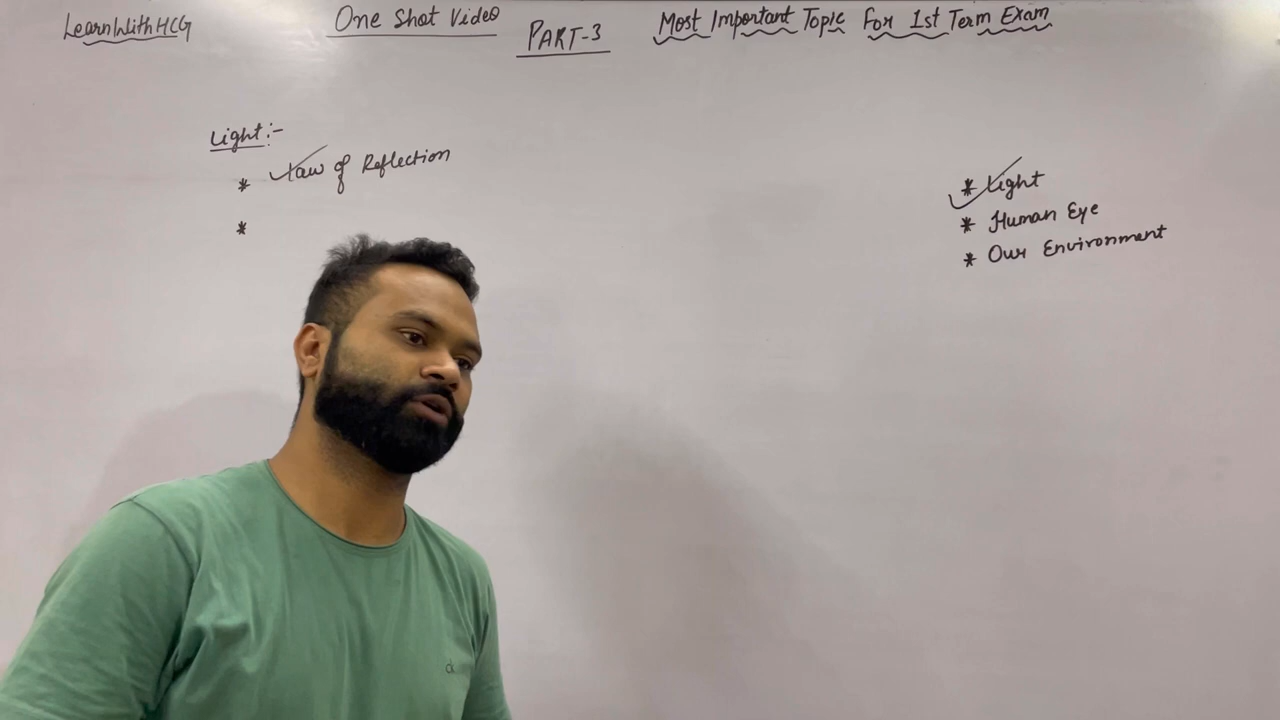 LearnWithHCG
One Shot Video
PART-3
Most Important Topic For 1st Term Exam
Light:-
* Law of Reflection
*
* Light
* Human Eye
* Our Environment